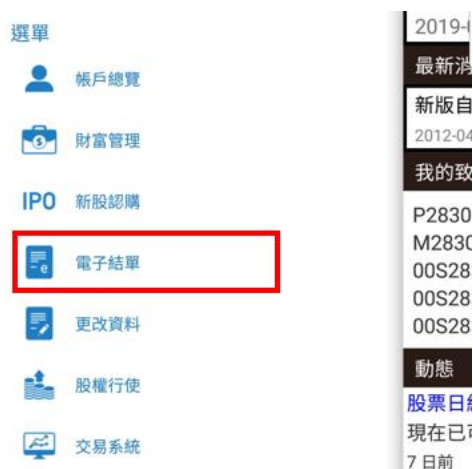 選單
帳戶總覽
財富管理
IPO 新股認購
電子結單
更改資料
股權行使
交易系統
2019-
最新消
新版自
2012-04
我的致
P2830
M2830
00S28
00S28
00S28
動態
股票日
現在已
7 日前